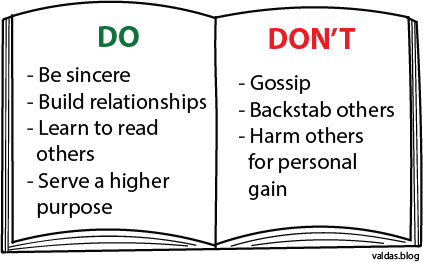 DO
- Be sincere
- Build relationships
- Learn to read
others
- Serve a higher
purpose
DON'T
- Gossip
- Backstab others
- Harm others
for personal
gain
valdas.blog